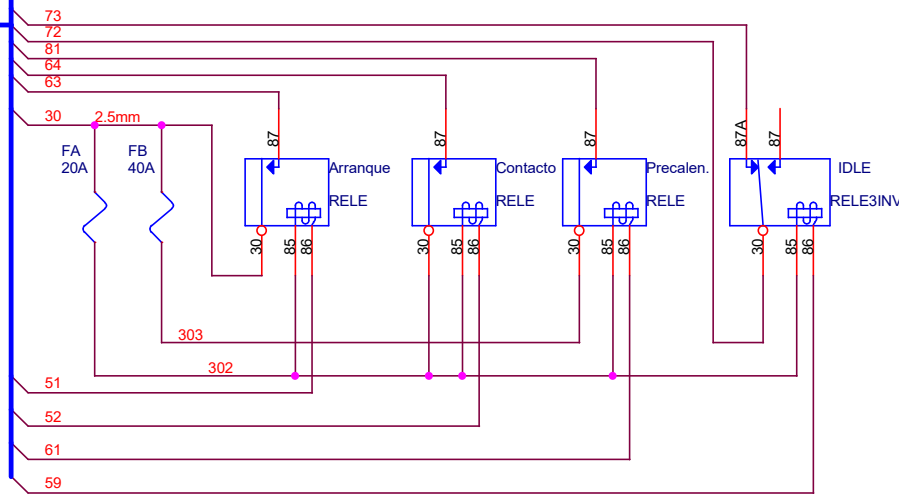 73
72
81
64
63
30 2.5mm
FA
20A
FB
40A
87
Arranque
RELE
30
85
86
87
Contacto
RELE
30
85
86
87
Precalen.
RELE
30
85
86
87A
87
IDLE
RELE3INV
30
85
86
303
302
51
52
61
59